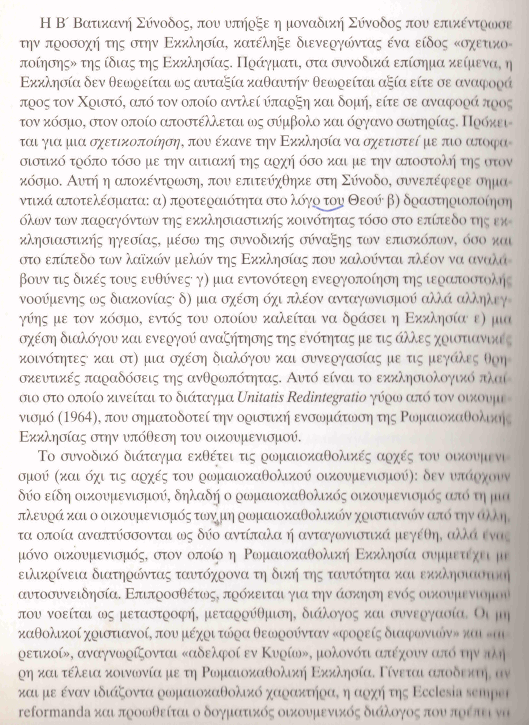 Η Β΄ Βατικανή Σύνοδος, που υπήρξε η μοναδική Σύνοδος που επικέντρωσε
την προσοχή της στην Εκκλησία, κατέληξε διενεργώντας ένα είδος «σχετικο-
ποίησης» της ίδιας της Εκκλησίας. Πράγματι, στα συνοδικά επίσημα κείμενα, η
Εκκλησία δεν θεωρείται ως αυταξία καθαυτήν· θεωρείται αξία είτε σε αναφορά
προς τον Χριστό, από τον οποίο αντλεί ύπαρξη και δομή, είτε σε αναφορά προς
τον κόσμο, στον οποίο αποστέλλεται ως σύμβολο και όργανο σωτηρίας. Πρόκει-
ται για μια σχετικοποίηση, που έκανε την Εκκλησία να σχετιστεί με πιο αποφα-
σιστικό τρόπο τόσο με την αιτιακή της αρχή όσο και με την αποστολή της στον
κόσμο. Αυτή η αποκέντρωση, που επιτεύχθηκε στη Σύνοδο, συνεπέφερε σημα-
ντικά αποτελέσματα: α) προτεραιότητα στο λόγο του Θεού· β) δραστηριοποίηση
όλων των παραγόντων της εκκλησιαστικής κοινότητας τόσο στο επίπεδο της εκ-
κλησιαστικής ηγεσίας, μέσω της συνοδικής σύναξης των επισκόπων, όσο και
στο επίπεδο των λαϊκών μελών της Εκκλησίας που καλούνται πλέον να αναλά-
βουν τις δικές τους ευθύνες· γ) μια εντονότερη ενεργοποίηση της ιεραποστολής
νοούμενης ως διακονίας· δ) μια σχέση όχι πλέον ανταγωνισμού αλλά αλληλεγ-
γύης με τον κόσμο, εντός του οποίου καλείται να δράσει η Εκκλησία· ε) μια
σχέση διαλόγου και ενεργού αναζήτησης της ενότητας με τις άλλες χριστιανικές
κοινότητες· και στ) μια σχέση διαλόγου και συνεργασίας με τις μεγάλες θρη-
σκευτικές παραδόσεις της ανθρωπότητας. Αυτό είναι το εκκλησιολογικό πλαί-
σιο στο οποίο κινείται το διάταγμα Unitatis Redintegratio γύρω από τον οικουμε-
νισμό (1964), που σηματοδοτεί την οριστική ενσωμάτωση της Ρωμαιοκαθολικής
Εκκλησίας στην υπόθεση του οικουμενισμού.
Το συνοδικό διάταγμα εκθέτει τις ρωμαιοκαθολικές αρχές του οικουμενι-
σμού (και όχι τις αρχές του ρωμαιοκαθολικού οικουμενισμού): δεν υπάρχουν
δύο είδη οικουμενισμού, δηλαδή ο ρωμαιοκαθολικός οικουμενισμός από τη μια
πλευρά και ο οικουμενισμός των μη ρωμαιοκαθολικών χριστιανών από την άλλη,
τα οποία αναπτύσσονται ως δύο αντίπαλα ή ανταγωνιστικά μεγέθη, αλλά ένας
μόνο οικουμενισμός, στον οποίο η Ρωμαιοκαθολική Εκκλησία συμμετέχει με
ειλικρίνεια διατηρώντας ταυτόχρονα τη δική της ταυτότητα και εκκλησιαστική
αυτοσυνειδησία. Επιπροσθέτως, πρόκειται για την άσκηση ενός οικουμενισμού
που νοείται ως μεταστροφή, μεταρρύθμιση, διάλογος και συνεργασία. Οι μη
καθολικοί χριστιανοί, που μέχρι τώρα θεωρούνταν «φορείς διαφωνιών» και «αι-
ρετικοί», αναγνωρίζονται «αδελφοί εν Κυρίω», μολονότι απέχουν από την πλή-
ρη και τέλεια κοινωνία με τη Ρωμαιοκαθολική Εκκλησία. Γίνεται αποδεκτή, αν
και με έναν ιδιάζοντα ρωμαιοκαθολικό χαρακτήρα, η αρχή της Ecclesia semper
reformanda και προωθείται ο δογματικός οικουμενικός διάλογος που πρέπει να